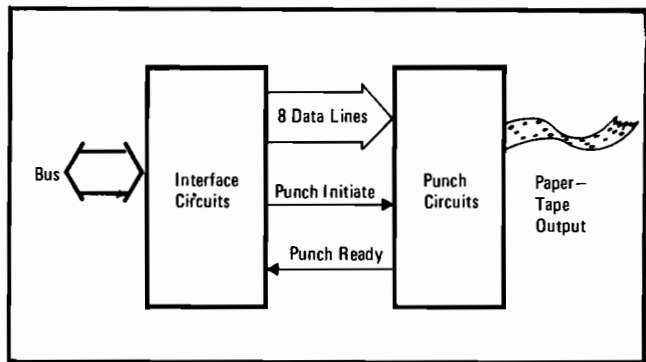 Bus
Interface
Circuits
8 Data Lines
Punch Initiate
Punch Ready
Punch
Circuits
Paper–
Tape
Output